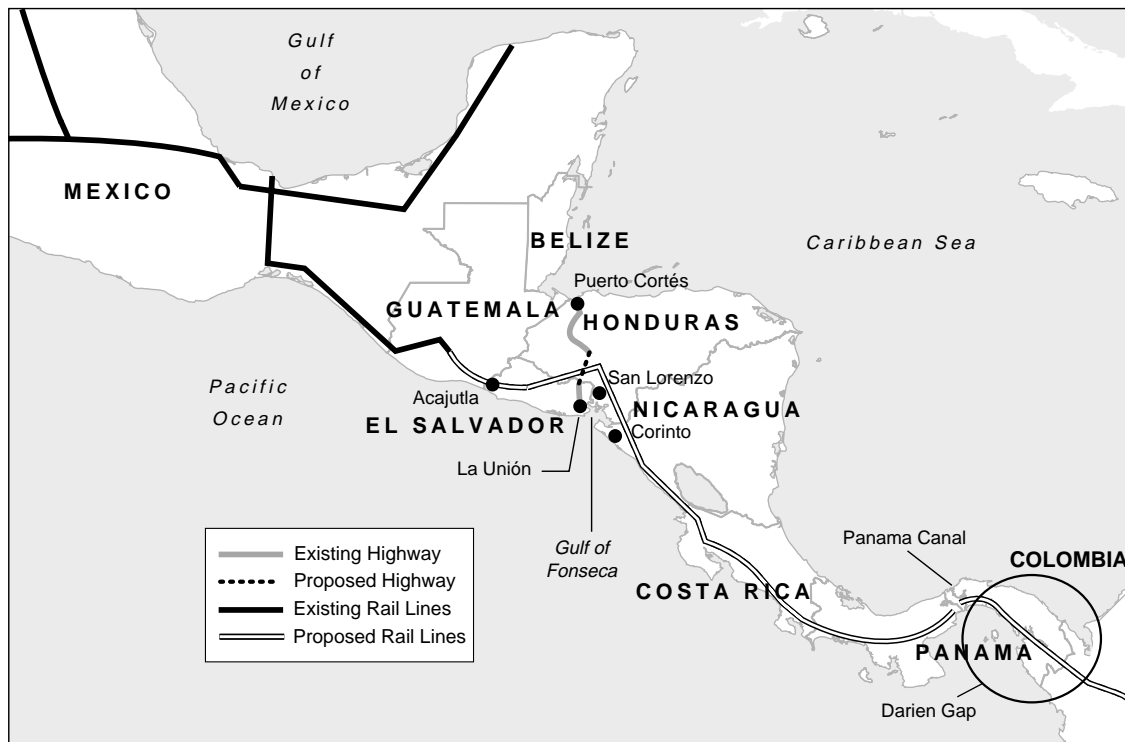 Gulf
of
Mexico
MEXICO
BELIZE
Caribbean Sea
Puerto Cortés
GUATEMALA
HONDURAS
Pacific
Ocean
Acajutla
San Lorenzo
EL SALVADOR
NICARAGUA
Corinto
La Unión
Gulf of
Fonseca
Existing Highway
Proposed Highway
Existing Rail Lines
Proposed Rail Lines
Panama Canal
COLOMBIA
COSTA RICA
PANAMA
Darien Gap